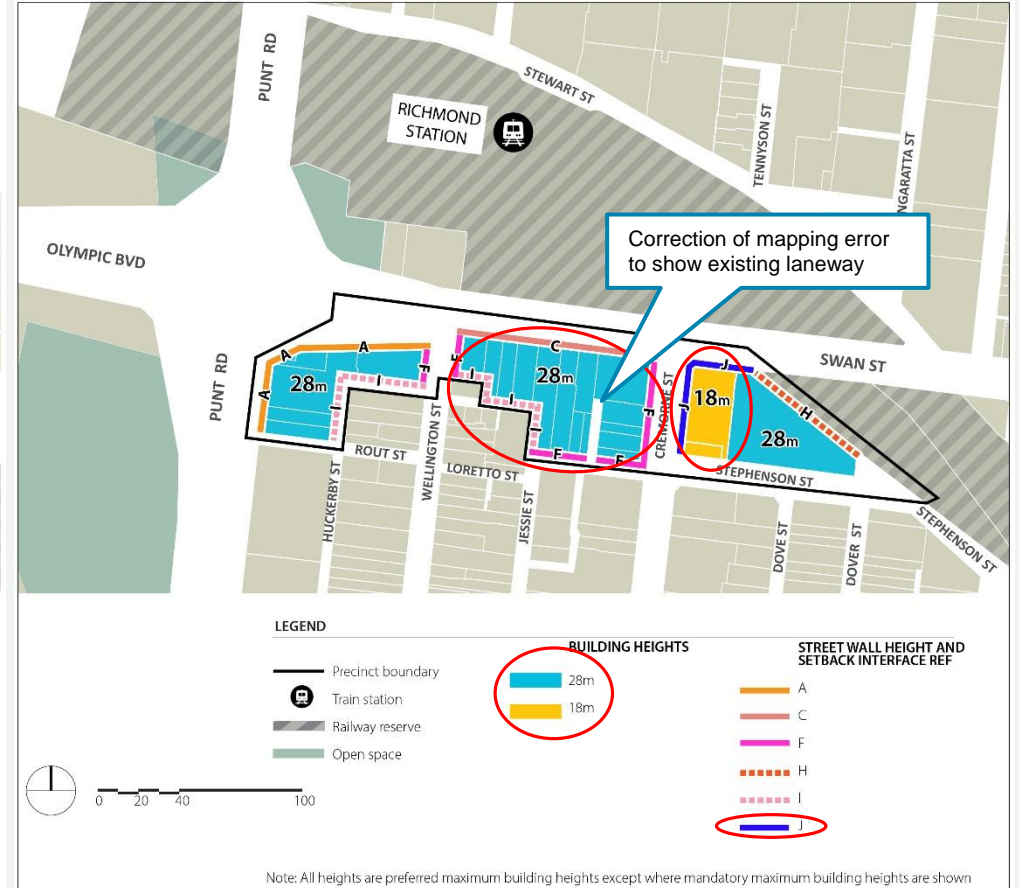 PUNT RD
STEWART ST
RICHMOND
STATION
TENNYSON ST
NGARATTA ST
OLYMPIC BVD
Correction of mapping error
to show existing laneway
SWAN ST
PUNT RD
A
A
A
28m
I
I
F
F
I
I
I
C
28m
F
F
F
CREMORNE ST
J
J
18m
H
28m
STEPHENSON ST
STEPHENSON ST
ROUT ST
HUCKERBY ST
WELLINGTON ST
LORETTO ST
JESSIE ST
DOVE ST
DOVER ST
LEGEND
Precinct boundary
Train station
Railway reserve
Open space
BUILDING HEIGHTS
28m
18m
STREET WALL HEIGHT AND
SETBACK INTERFACE REF
A
C
F
H
I
J
0 20 40 100
Note: All heights are preferred maximum building heights except where mandatory maximum building heights are shown